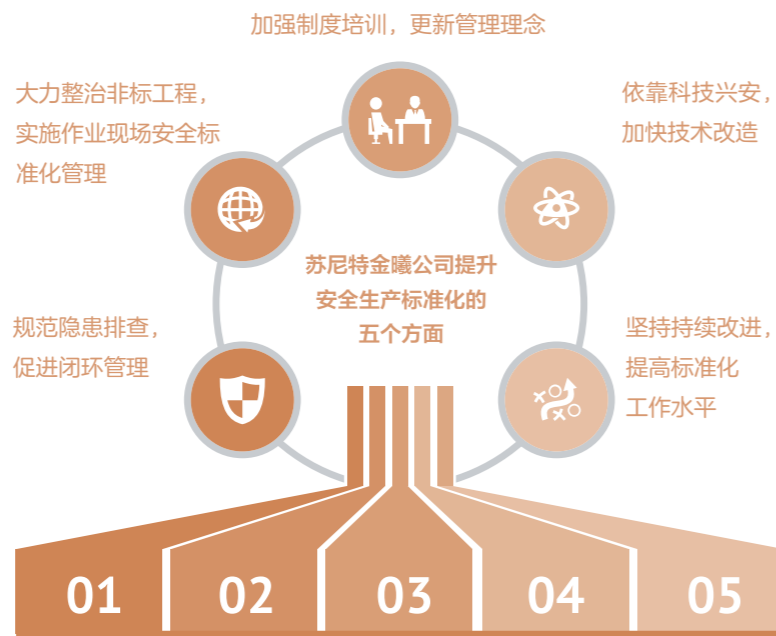 加强制度培训，更新管理理念
大力整治非标工程，
实施作业现场安全标
准化管理
依靠科技兴安，
加快技术改造
苏尼特金曦公司提升
安全生产标准化的
五个方面
规范隐患排查，
促进闭环管理
坚持持续改进，
提高标准化
工作水平
01 02 03 04 05